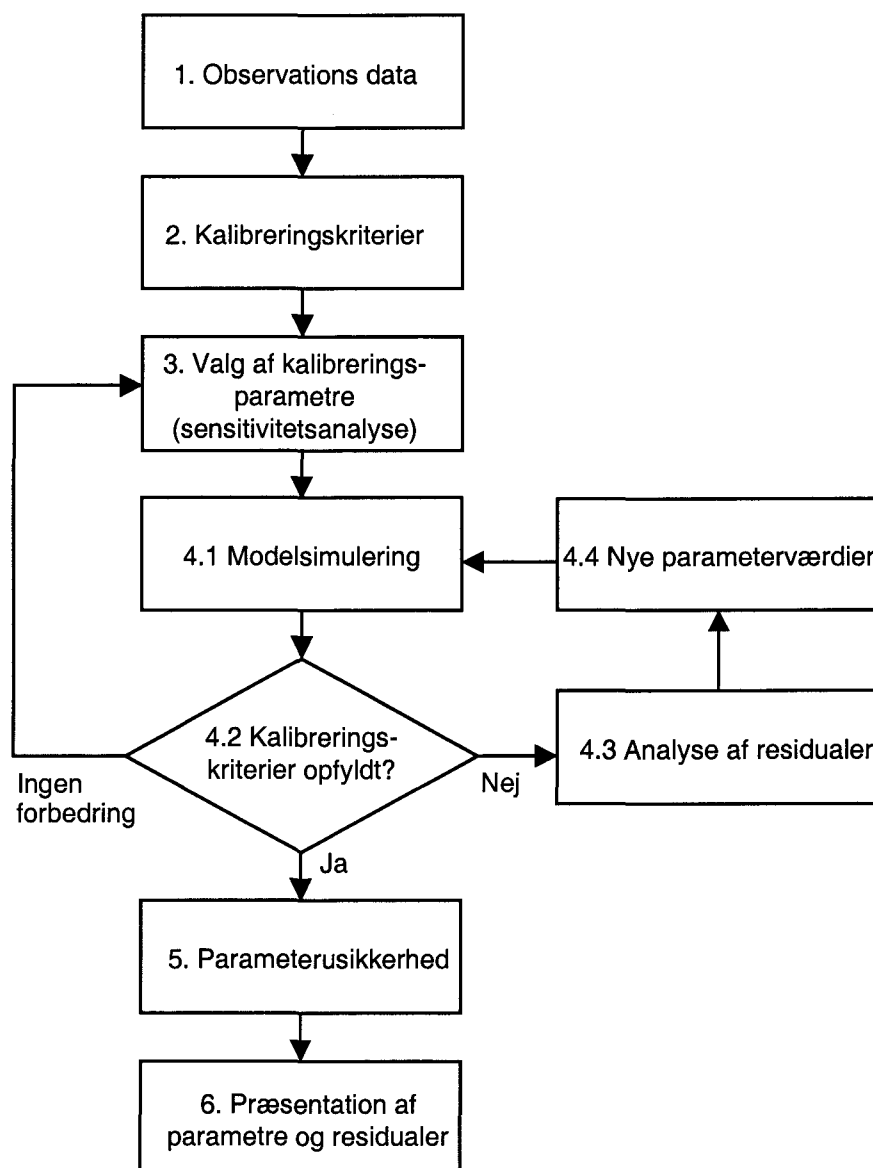 1. Observations data
2. Kalibreringskriterier
3. Valg af kalibrerings-
parametre
(sensitivitetsanalyse)
4.1 Modelsimulering
4.4 Nye parameterværdier
4.2 Kalibrerings-
kriterier opfyldt?
4.3 Analyse af residualer
Ingen
forbedring
Nej
Ja
5. Parameterusikkerhed
6. Præsentation af
parametre og residualer